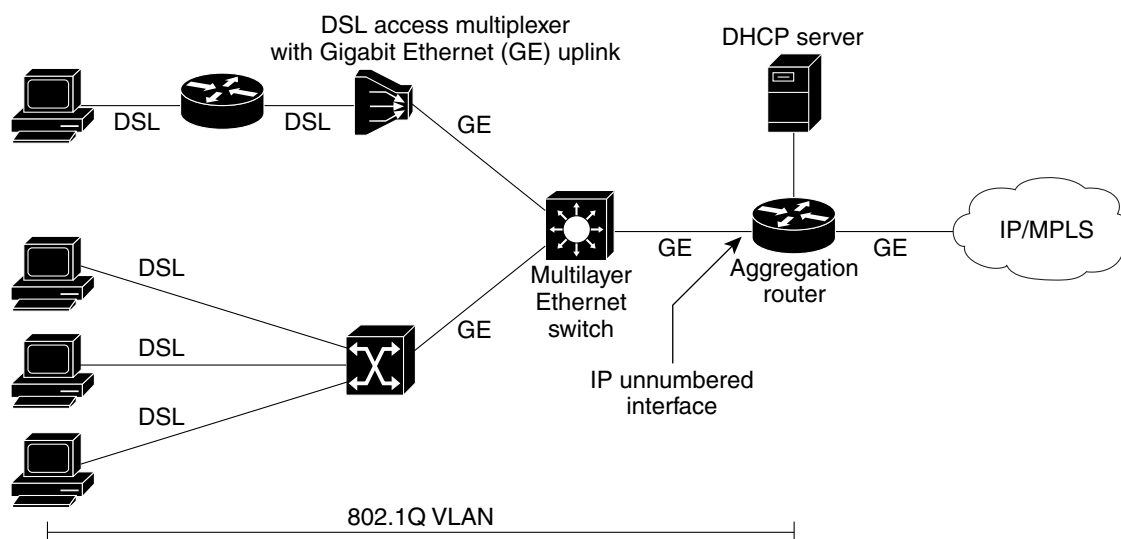 DSL access multiplexer
with Gigabit Ethernet (GE) uplink
DHCP server
DSL
DSL
GE
DSL
DSL
DSL
GE
Multilayer
Ethernet
switch
GE
Aggregation
router
GE
IP/MPLS
IP unnumbered
interface
802.1Q VLAN